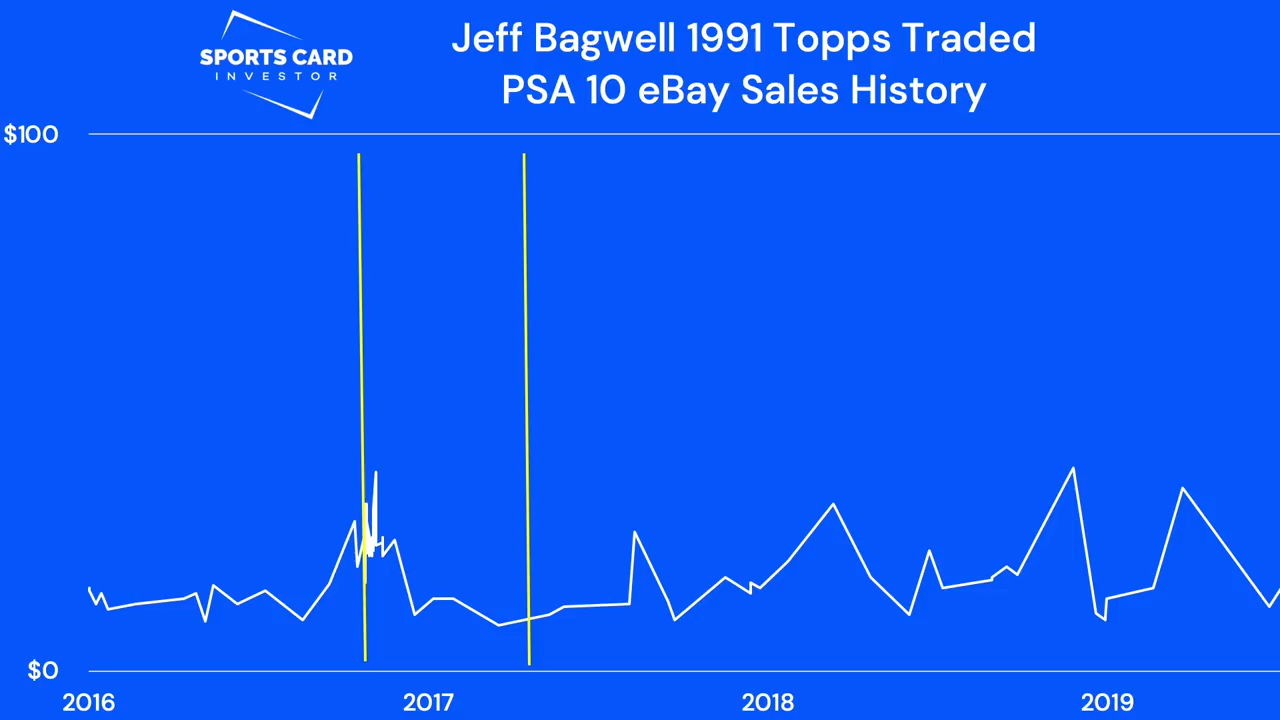 SPORTS CARD
INVESTOR
Jeff Bagwell 1991 Topps Traded
PSA 10 eBay Sales History
$100
$0
2016
2017
2018
2019